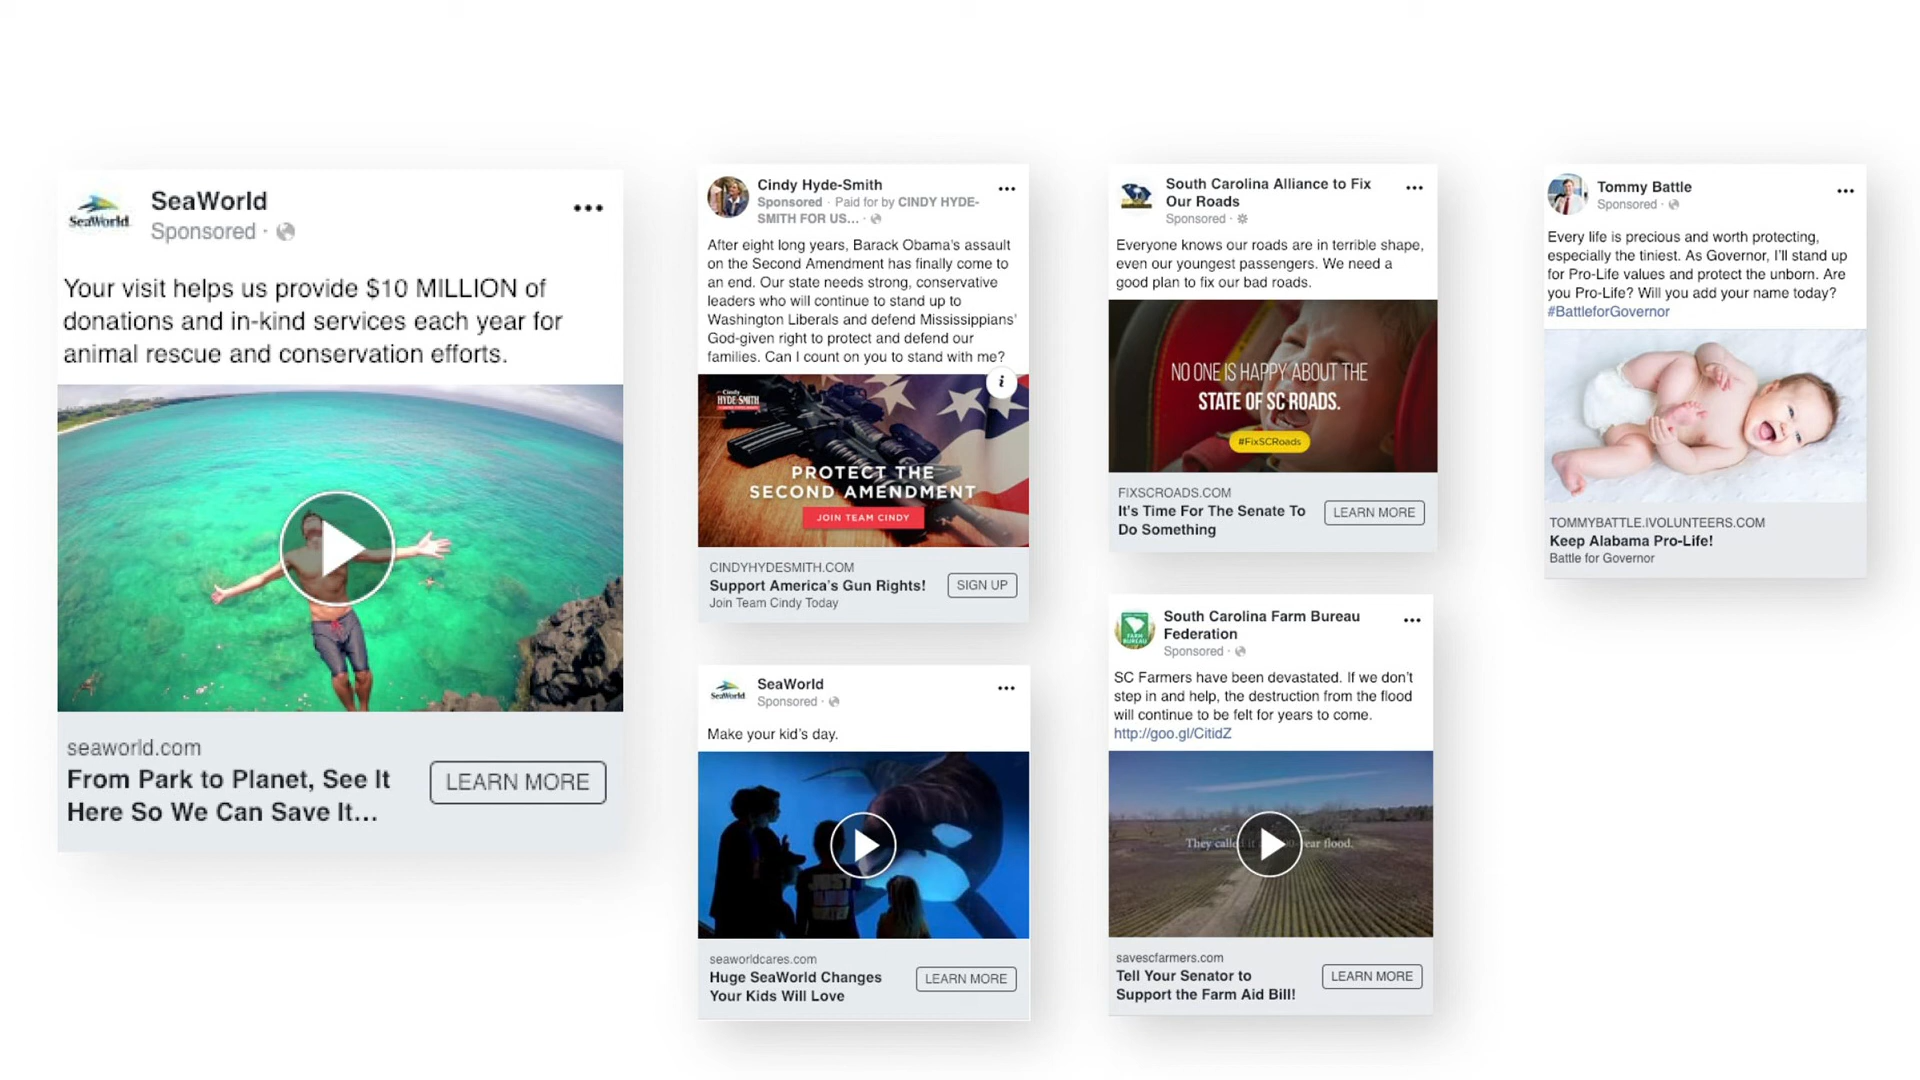 SeaWorld
SeaWorld
Sponsored ·
Your visit helps us provide $10 MILLION of
donations and in-kind services each year for
animal rescue and conservation efforts.
seaworld.com
From Park to Planet, See It
Here So We Can Save It...
LEARN MORE
Cindy Hyde-Smith
Sponsored · Paid for by CINDY HYDE-
SMITH FOR US... ·
After eight long years, Barack Obama's assault
on the Second Amendment has finally come to
an end. Our state needs strong, conservative
leaders who will continue to stand up to
Washington Liberals and defend Mississippians'
God-given right to protect and defend our
families. Can I count on you to stand with me?
i
Cindy
HYDE-SMITH
PROTECT THE
SECOND AMENDMENT
JOIN TEAM CINDY
CINDYHYDESMITH.COM
Support America's Gun Rights!
Join Team Cindy Today
SIGN UP
SeaWorld
SeaWorld
Sponsored ·
Make your kid's day.
seaworldcares.com
Huge SeaWorld Changes
Your Kids Will Love
LEARN MORE
South Carolina Alliance to Fix
Our Roads
Sponsored ·
Everyone knows our roads are in terrible shape,
even our youngest passengers. We need a
good plan to fix our bad roads.
NO ONE IS HAPPY ABOUT THE
STATE OF SC ROADS.
#FixSCRoads
FIXSCROADS.COM
It's Time For The Senate To
Do Something
LEARN MORE
FARM
BUREAU
South Carolina Farm Bureau
Federation
Sponsored ·
SC Farmers have been devastated. If we don't
step in and help, the destruction from the flood
will continue to be felt for years to come.
http://goo.gl/CitidZ
They called it year flood.
savescfarmers.com
Tell Your Senator to
Support the Farm Aid Bill!
LEARN MORE
Tommy Battle
Sponsored ·
Every life is precious and worth protecting,
especially the tiniest. As Governor, I'll stand up
for Pro-Life values and protect the unborn. Are
you Pro-Life? Will you add your name today?
#BattleforGovernor
TOMMYBATTLE.IVOLUNTEERS.COM
Keep Alabama Pro-Life!
Battle for Governor